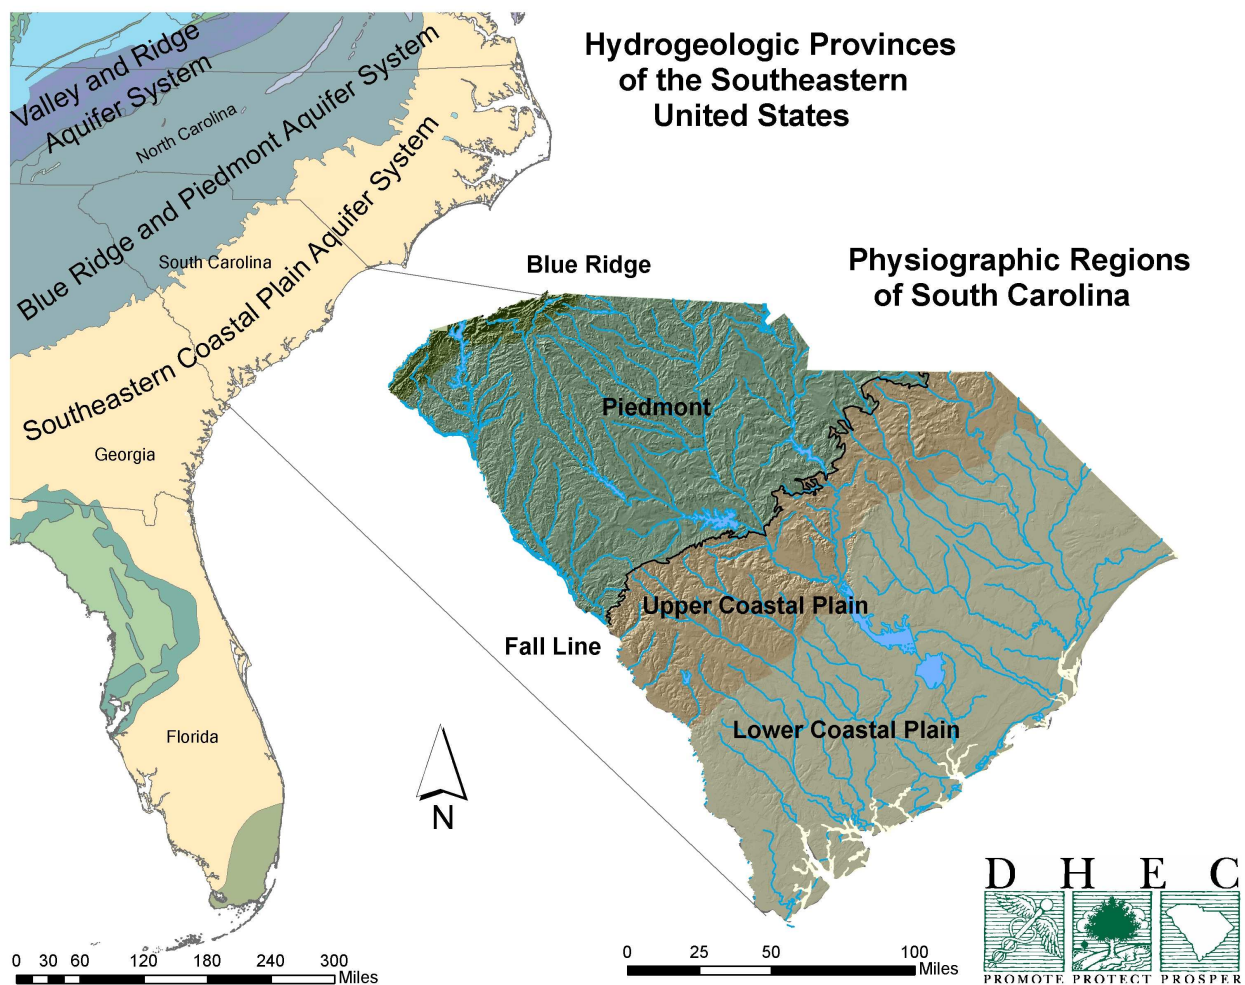 Hydrogeologic Provinces
of the Southeastern
United States
Valley and Ridge
Aquifer System
North Carolina
Blue Ridge and Piedmont Aquifer System
South Carolina
Southeastern Coastal Plain Aquifer System
Georgia
Florida
Physiographic Regions
of South Carolina
Blue Ridge
Piedmont
Upper Coastal Plain
Fall Line
Lower Coastal Plain
N
0 30 60 120 180 240 300
Miles
0 25 50 100
Miles
D H E C
PROMOTE PROTECT PROSPER